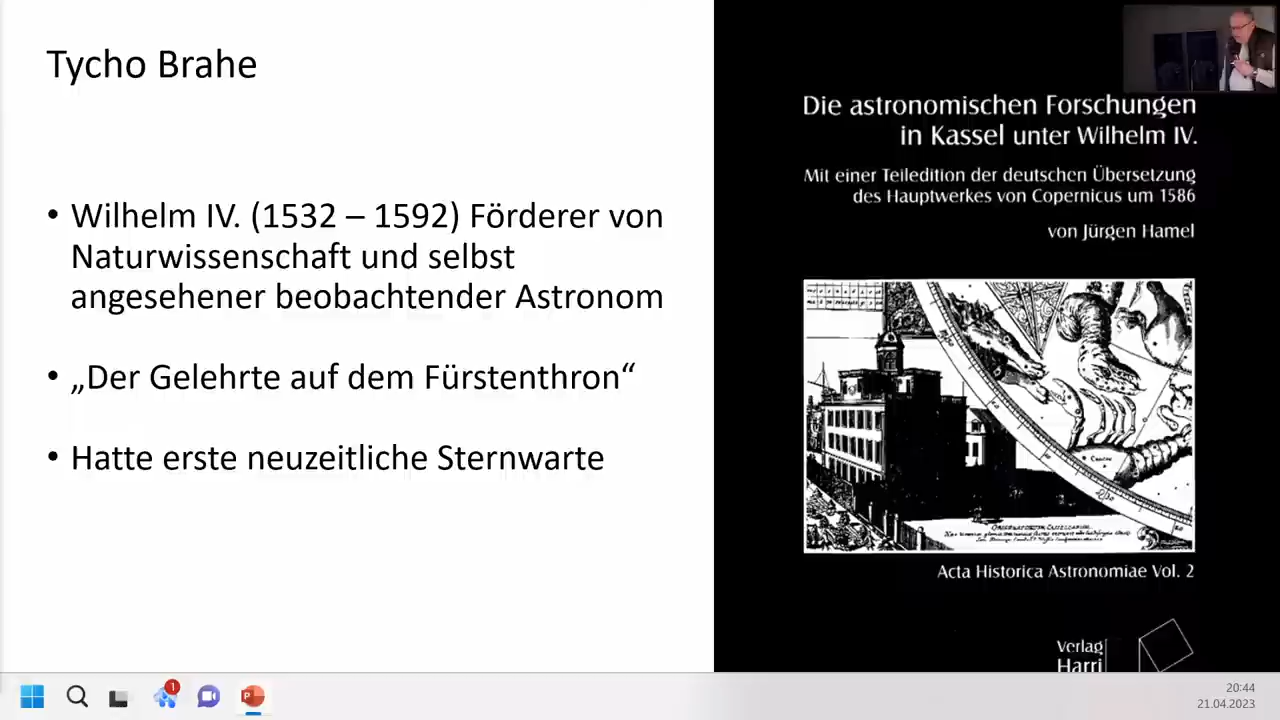 Tycho Brahe
• Wilhelm IV. (1532 – 1592) Förderer von
Naturwissenschaft und selbst
angesehener beobachtender Astronom
• „Der Gelehrte auf dem Fürstenthron“
• Hatte erste neuzeitliche Sternwarte
Die astronomischen Forschungen
in Kassel unter Wilhelm IV.
Mit einer Teiledition der deutschen Übersetzung
des Hauptwerkes von Copernicus um 1586
von Jürgen Hamel
Acta Historica Astronomiae Vol. 2
Verlag
Harri
1
20:44
21.04.2023